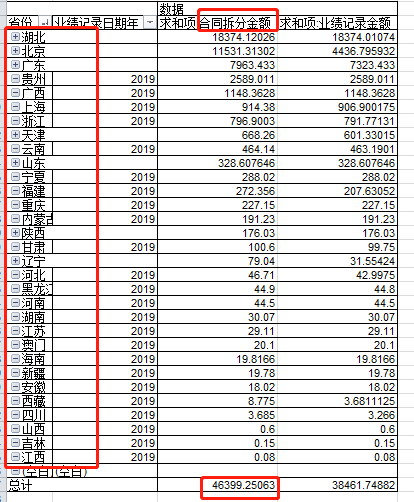 数据
省份 业绩记录日期年 求和项:合同拆分金额 求和项:业绩记录金额
湖北 18374.12026 18374.01074
北京 11531.31302 4436.795932
广东 7963.433 7323.433
贵州 2019 2589.011 2589.011
广西 2019 1148.3628 1148.3628
上海 2019 914.38 906.900175
浙江 2019 796.9003 791.77131
天津 668.26 601.33015
云南 2019 464.14 463.1901
山东 328.607646 328.607646
宁夏 2019 288.02 288.02
福建 2019 272.356 207.63052
重庆 2019 227.15 227.15
内蒙古 2019 191.23 191.23
陕西 176.03 176.03
甘肃 2019 100.6 99.75
辽宁 79.04 31.55424
河北 2019 46.71 42.9975
黑龙江 2019 44.9 44.8
河南 2019 44.5 44.5
湖南 2019 30.07 30.07
江苏 2019 29.11 29.11
澳门 2019 20.1 20.1
海南 2019 19.8166 19.8166
新疆 2019 19.78 19.78
安徽 2019 18.02 18.02
西藏 2019 8.775 3.6811125
四川 2019 3.685 3.266
山西 2019 0.6 0.6
吉林 2019 0.15 0.15
江西 2019 0.08 0.08
(空白) (空白)
总计 46399.25063 38461.74882